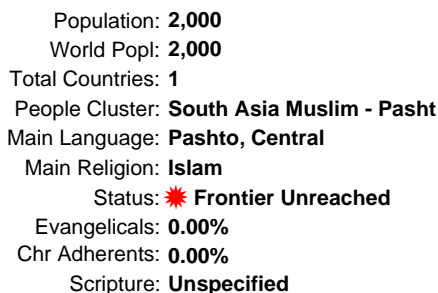 Population: 2,000
World Popl: 2,000
Total Countries: 1
People Cluster: South Asia Muslim - Pasht
Main Language: Pashto, Central
Main Religion: Islam
Status: Frontier Unreached
Evangelicals: 0.00%
Chr Adherents: 0.00%
Scripture: Unspecified